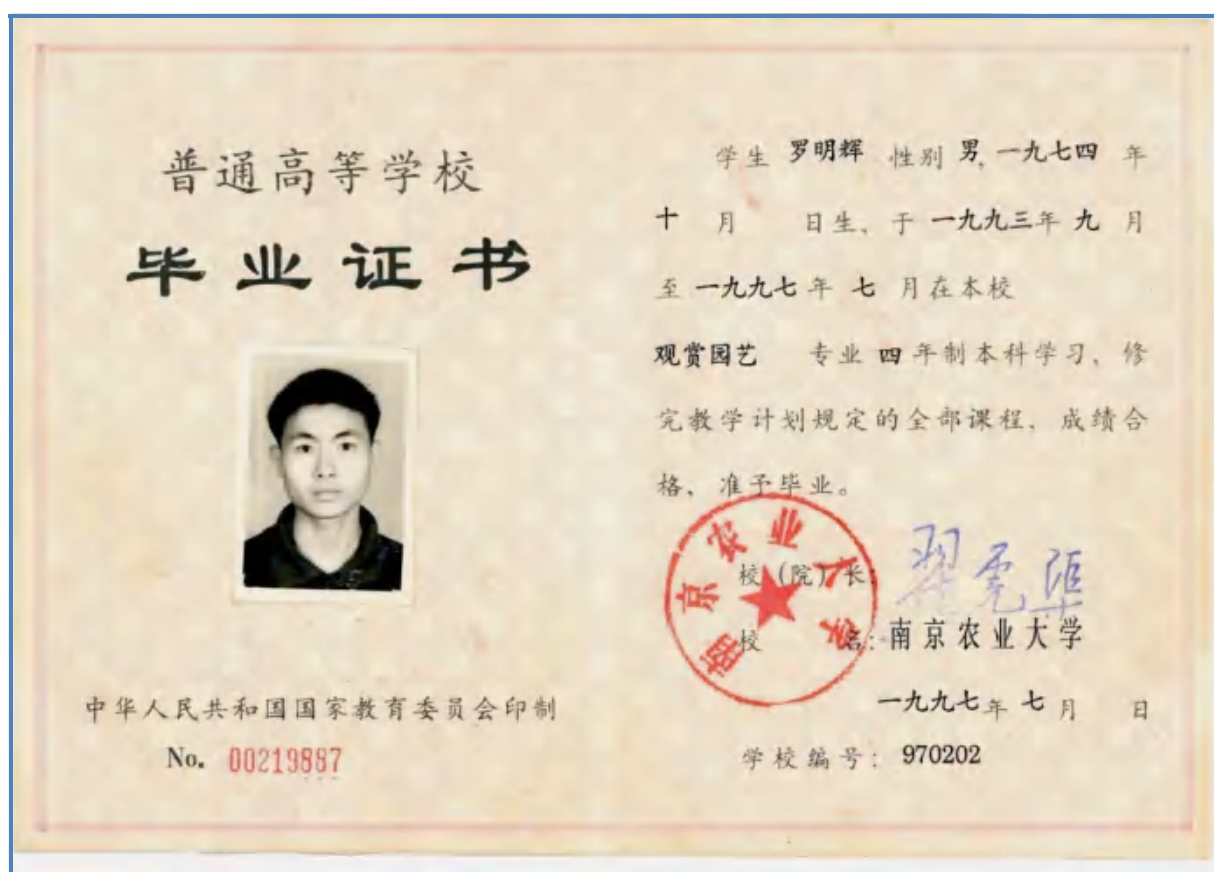 普通高等学校
毕业证书
中华人民共和国国家教育委员会印制
No. 00219887
学生 罗明辉 性别 男, 一九七四 年
十 月 日生、于 一九九三年 九 月
至 一九九七 年 七 月在本校
观赏园艺 专业 四 年制本科学习、修
完教学计划规定的全部课程、成绩合
格、准予毕业。
校(院)长:
校 名: 南京农业大学
南京农业大学
一九九七年 七 月 日
学校编号: 970202